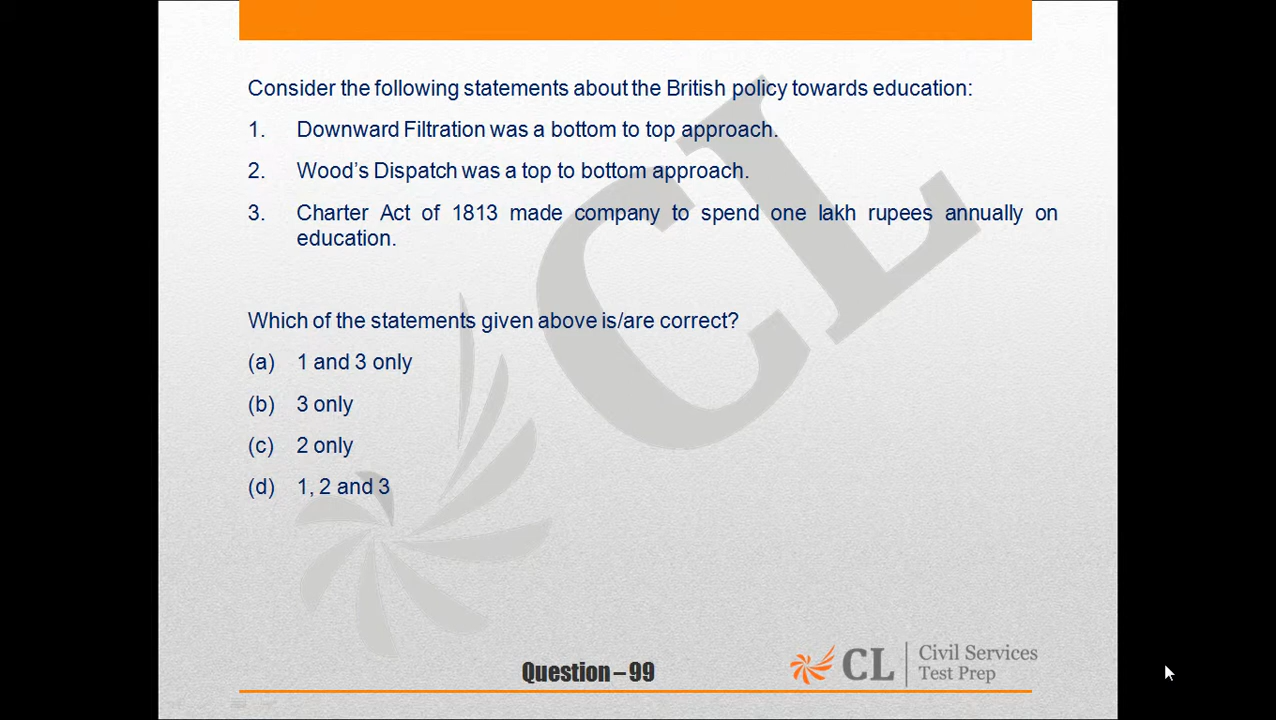 Consider the following statements about the British policy towards education:
1. Downward Filtration was a bottom to top approach.
2. Wood's Dispatch was a top to bottom approach.
3. Charter Act of 1813 made company to spend one lakh rupees annually on
education.
Which of the statements given above is/are correct?
(a) 1 and 3 only
(b) 3 only
(c) 2 only
(d) 1, 2 and 3
CL
Question – 99
CL
Civil Services
Test Prep